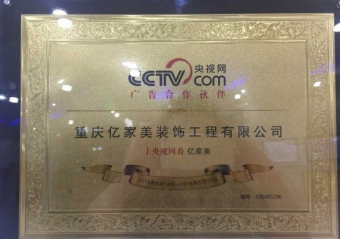 CCTV 央视网
com
广告合作伙伴
重庆亿家美装饰工程有限公司
上央视网看 亿家美